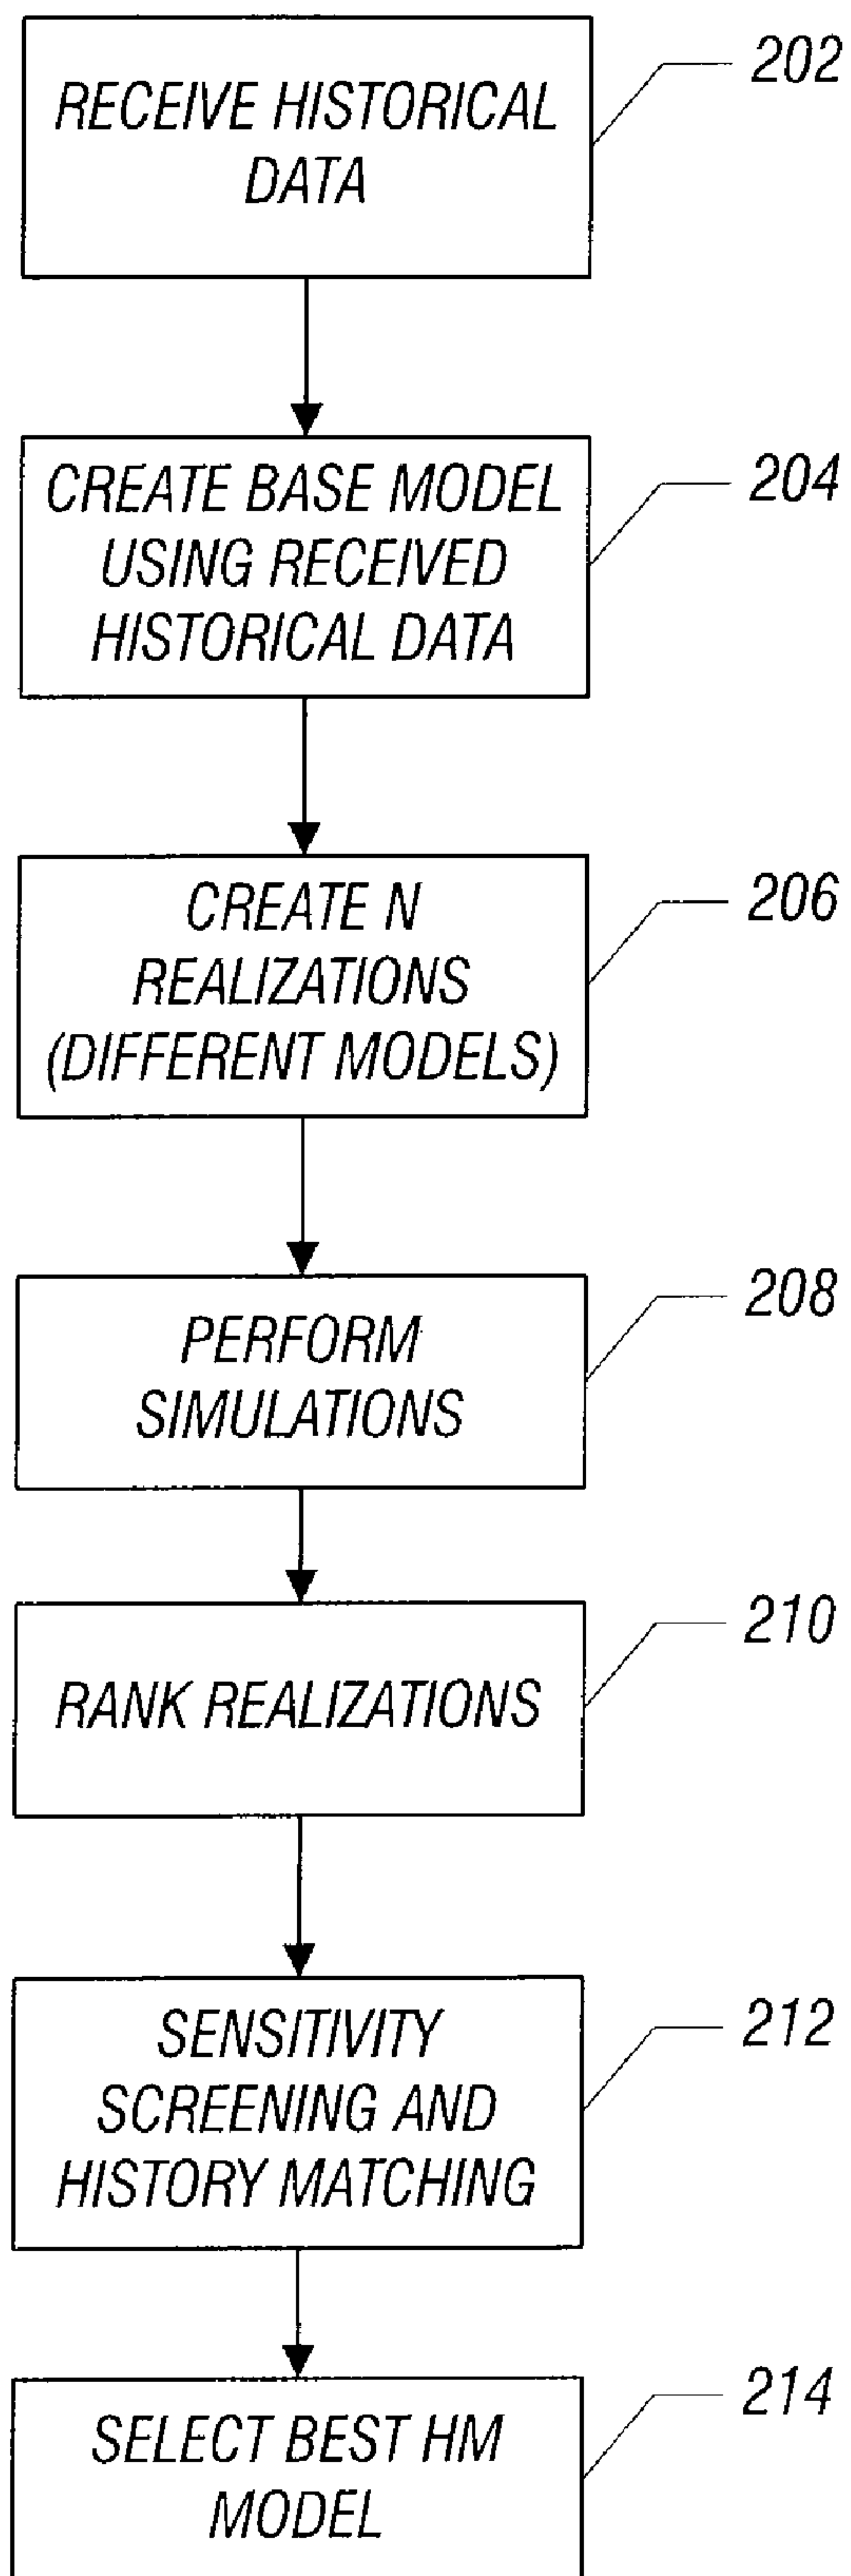 RECEIVE HISTORICAL
DATA
202
CREATE BASE MODEL
USING RECEIVED
HISTORICAL DATA
204
CREATE N
REALIZATIONS
(DIFFERENT MODELS)
206
PERFORM
SIMULATIONS
208
RANK REALIZATIONS
210
SENSITIVITY
SCREENING AND
HISTORY MATCHING
212
SELECT BEST HM
MODEL
214